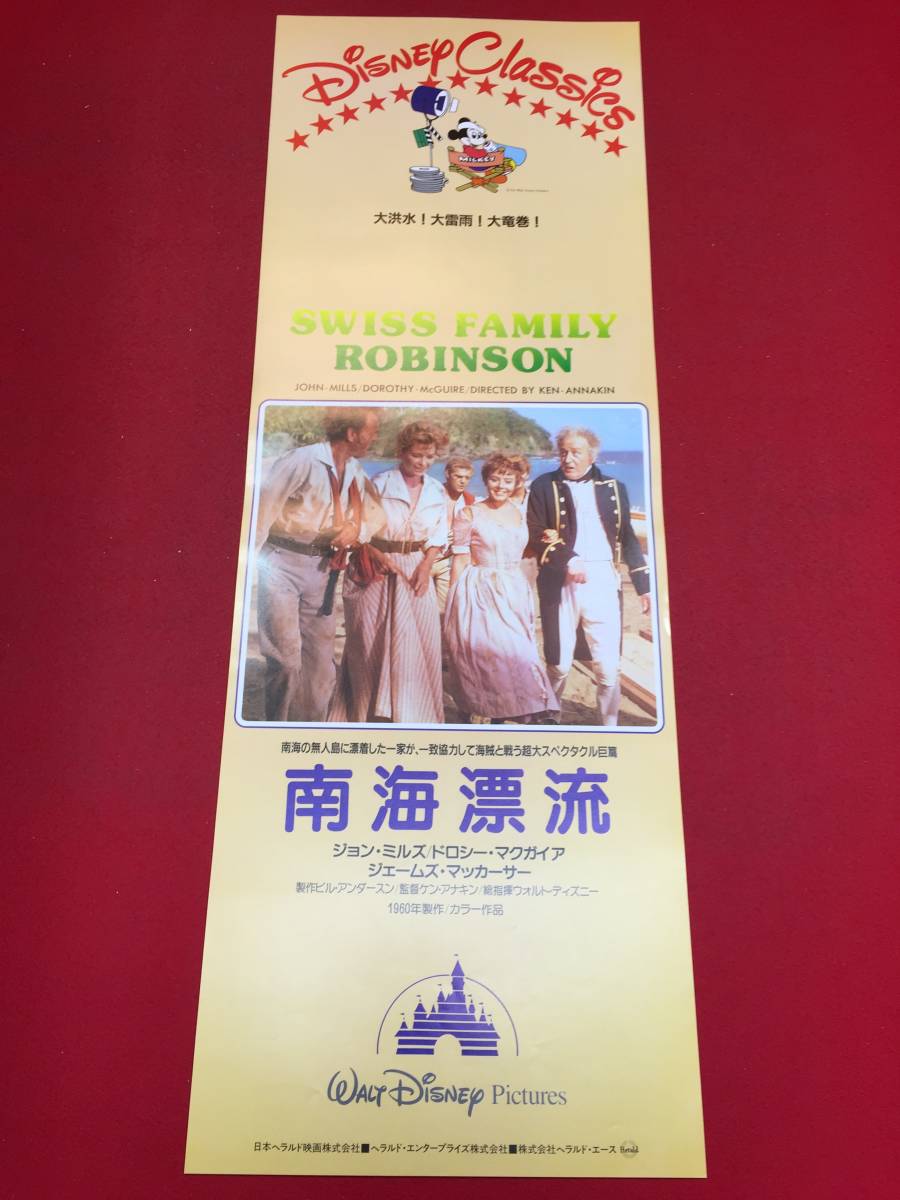 Disney Classics
MICKEY
大洪水！大雷雨！大竜巻！
SWISS FAMILY
ROBINSON
JOHN・MILLS/DOROTHY・McGUIRE/DIRECTED BY KEN・ANNAKIN
南海の無人島に漂着した一家が、一致協力して海賊と戦う超大スペクタクル巨篇
南海漂流
ジョン・ミルズ/ドロシー・マクガイア
ジェームズ・マッカーサー
製作ビル・アンダースン/監督ケン・アナキン/総指揮ウォルト・ディズニー
1960年製作/カラー作品
WALT DISNEY Pictures
日本ヘラルド映画株式会社■ヘラルド・エンタープライズ株式会社■株式会社ヘラルド・エース Herald